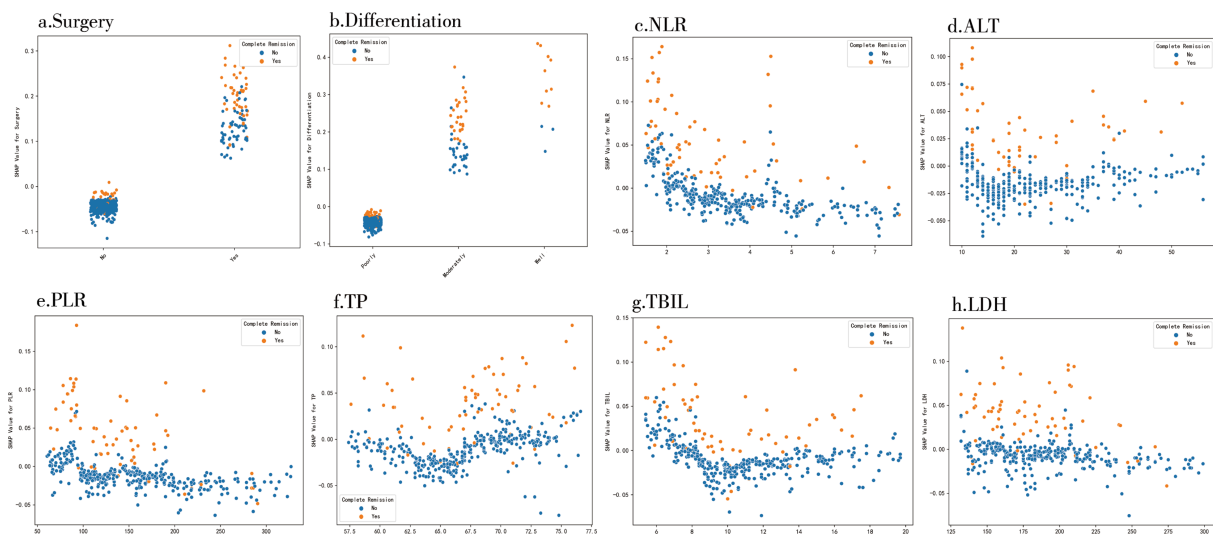 a.Surgery
Complete Remission
No
Yes
SHAP Value for Surgery
0.3
0.2
0.1
0.0
-0.1
No
Yes
b.Differentiation
Complete Remission
No
Yes
SHAP Value for Differentiation
0.4
0.3
0.2
0.1
0.0
-0.1
Poorly
Moderately
Well
c.NLR
Complete Remission
No
Yes
SHAP Value for NLR
0.15
0.10
0.05
0.00
-0.05
2
3
4
5
6
7
d.ALT
Complete Remission
No
Yes
SHAP Value for ALT
0.100
0.075
0.050
0.025
0.000
-0.025
-0.050
10
20
30
40
50
e.PLR
Complete Remission
No
Yes
SHAP Value for PLR
0.15
0.10
0.05
0.00
-0.05
50
100
150
200
250
300
f.TP
Complete Remission
No
Yes
SHAP Value for TP
0.10
0.05
0.00
-0.05
57.5
60.0
62.5
65.0
67.5
70.0
72.5
75.0
77.5
g.TBIL
Complete Remission
No
Yes
SHAP Value for TBIL
0.15
0.10
0.05
0.00
-0.05
6
8
10
12
14
16
18
20
h.LDH
Complete Remission
No
Yes
SHAP Value for LDH
0.10
0.05
0.00
-0.05
125
150
175
200
225
250
275
300